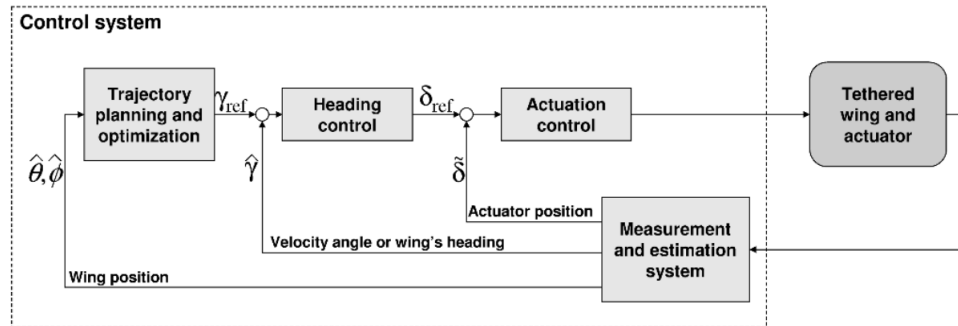 Control system
Trajectory
planning and
optimization
γref
Heading
control
δref
Actuation
control
Tethered
wing and
actuator
θ̂,ϕ̂
γ̂
δ̃
Actuator position
Velocity angle or wing's heading
Wing position
Measurement
and estimation
system